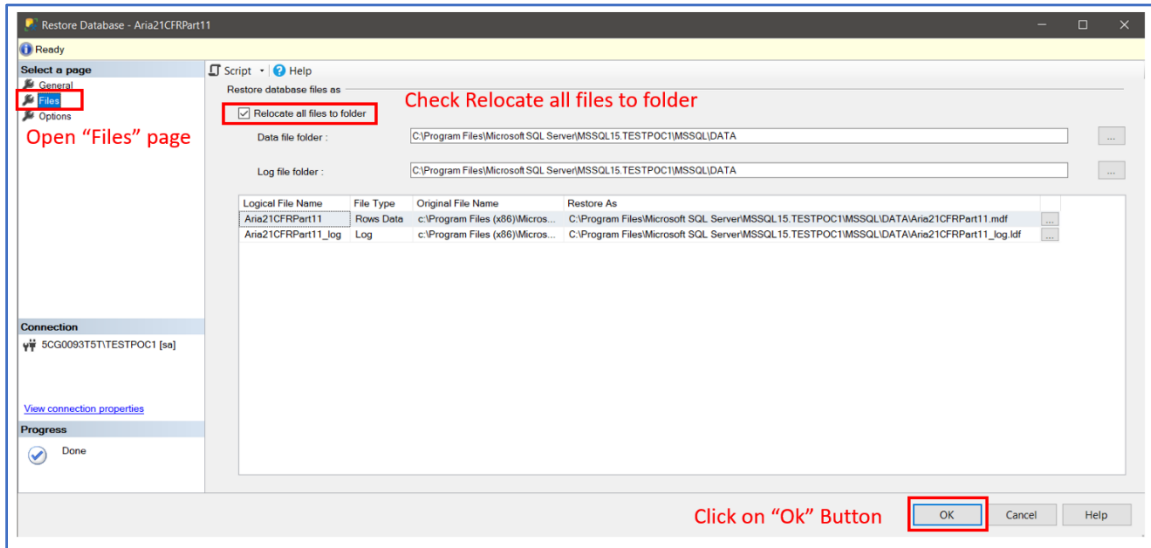 Restore Database - Aria21CFRPart11
Ready
Select a page
General
Files
Options
Open “Files” page
Script Help
Restore database files as
Check Relocate all files to folder
Relocate all files to folder
Data file folder : C:\Program Files\Microsoft SQL Server\MSSQL15.TESTPOC1\MSSQL\DATA ...
Log file folder : C:\Program Files\Microsoft SQL Server\MSSQL15.TESTPOC1\MSSQL\DATA ...
Logical File Name File Type Original File Name Restore As
Aria21CFRPart11 Rows Data c:\Program Files (x86)\Micros... C:\Program Files\Microsoft SQL Server\MSSQL15.TESTPOC1\MSSQL\DATA\Aria21CFRPart11.mdf ...
Aria21CFRPart11_log Log c:\Program Files (x86)\Micros... C:\Program Files\Microsoft SQL Server\MSSQL15.TESTPOC1\MSSQL\DATA\Aria21CFRPart11_log.ldf ...
Connection
5CG0093T5T\TESTPOC1 [sa]
View connection properties
Progress
Done
Click on “Ok” Button
OK Cancel Help